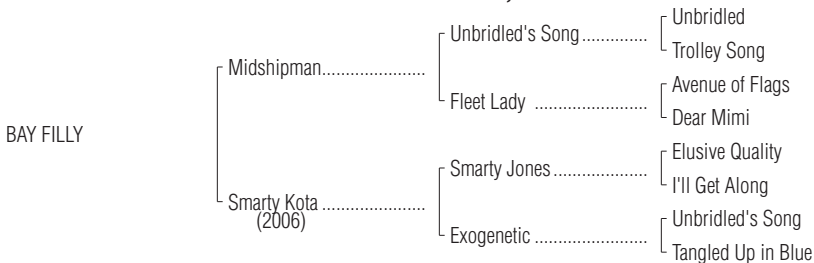 Unbridled
Unbridled's Song ..............
Trolley Song
Midshipman......................
Avenue of Flags
Fleet Lady ........................
Dear Mimi
BAY FILLY
Elusive Quality
Smarty Jones....................
I'll Get Along
Smarty Kota ......................
(2006)
Unbridled's Song
Exogenetic ........................
Tangled Up in Blue